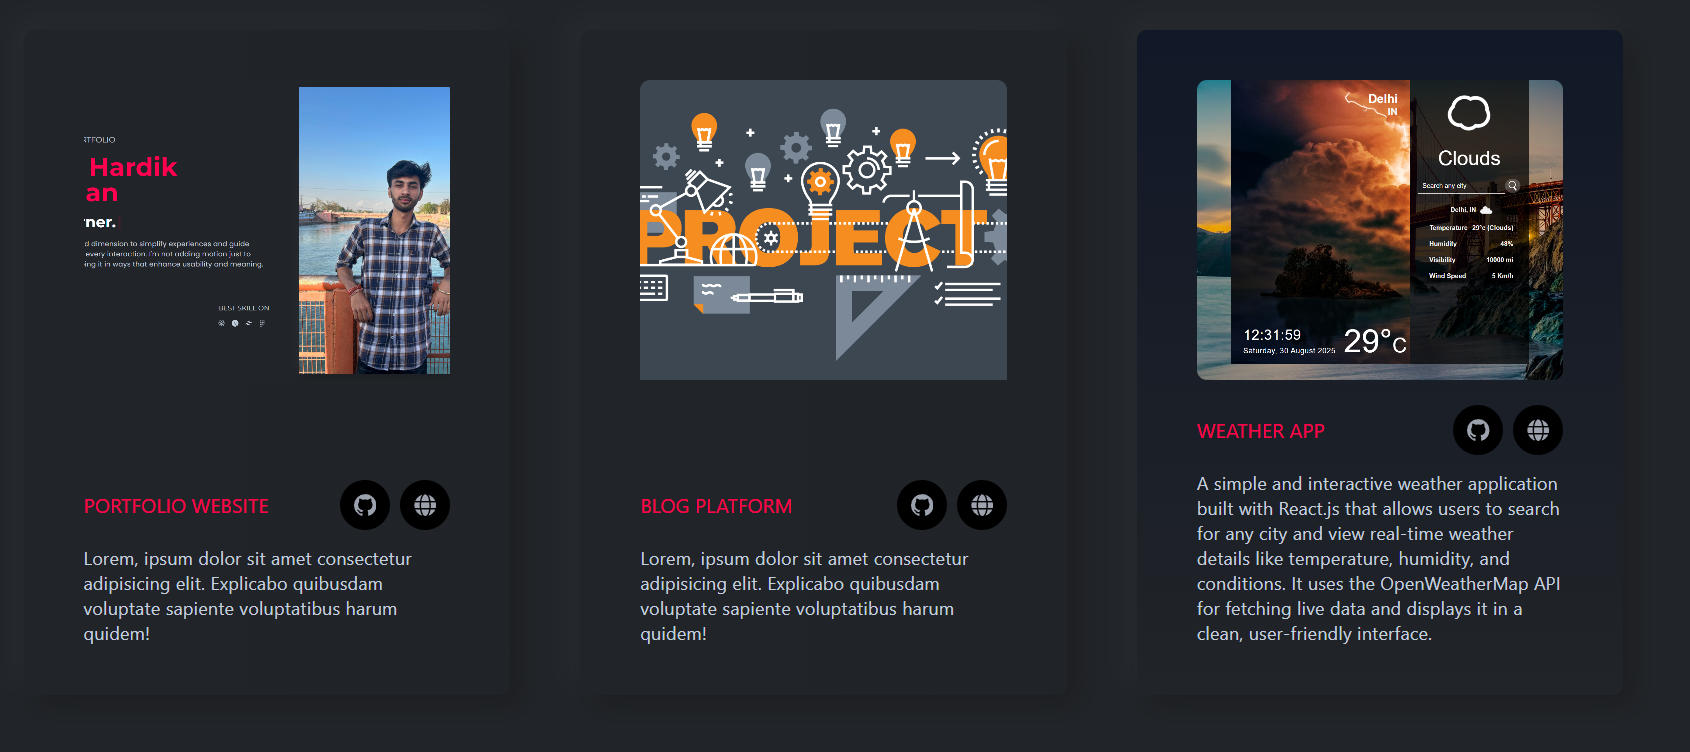 RTFOLIO
Hardik
an
ner.
d dimension to simplify experiences and guide
every interaction. I'm not adding motion just to
ing it in ways that enhance usability and meaning.
BEST SKILL ON
PORTFOLIO WEBSITE
Lorem, ipsum dolor sit amet consectetur
adipisicing elit. Explicabo quibusdam
voluptate sapiente voluptatibus harum
quidem!
PROJECT
BLOG PLATFORM
Lorem, ipsum dolor sit amet consectetur
adipisicing elit. Explicabo quibusdam
voluptate sapiente voluptatibus harum
quidem!
Delhi
IN
12:31:59
Saturday, 30 August 2025
29°C
Clouds
Search any city
Delhi, IN
Temperature 29°c (Clouds)
Humidity 48%
Visibility 10000 mi
Wind Speed 5 Km/h
WEATHER APP
A simple and interactive weather application
built with React.js that allows users to search
for any city and view real-time weather
details like temperature, humidity, and
conditions. It uses the OpenWeatherMap API
for fetching live data and displays it in a
clean, user-friendly interface.